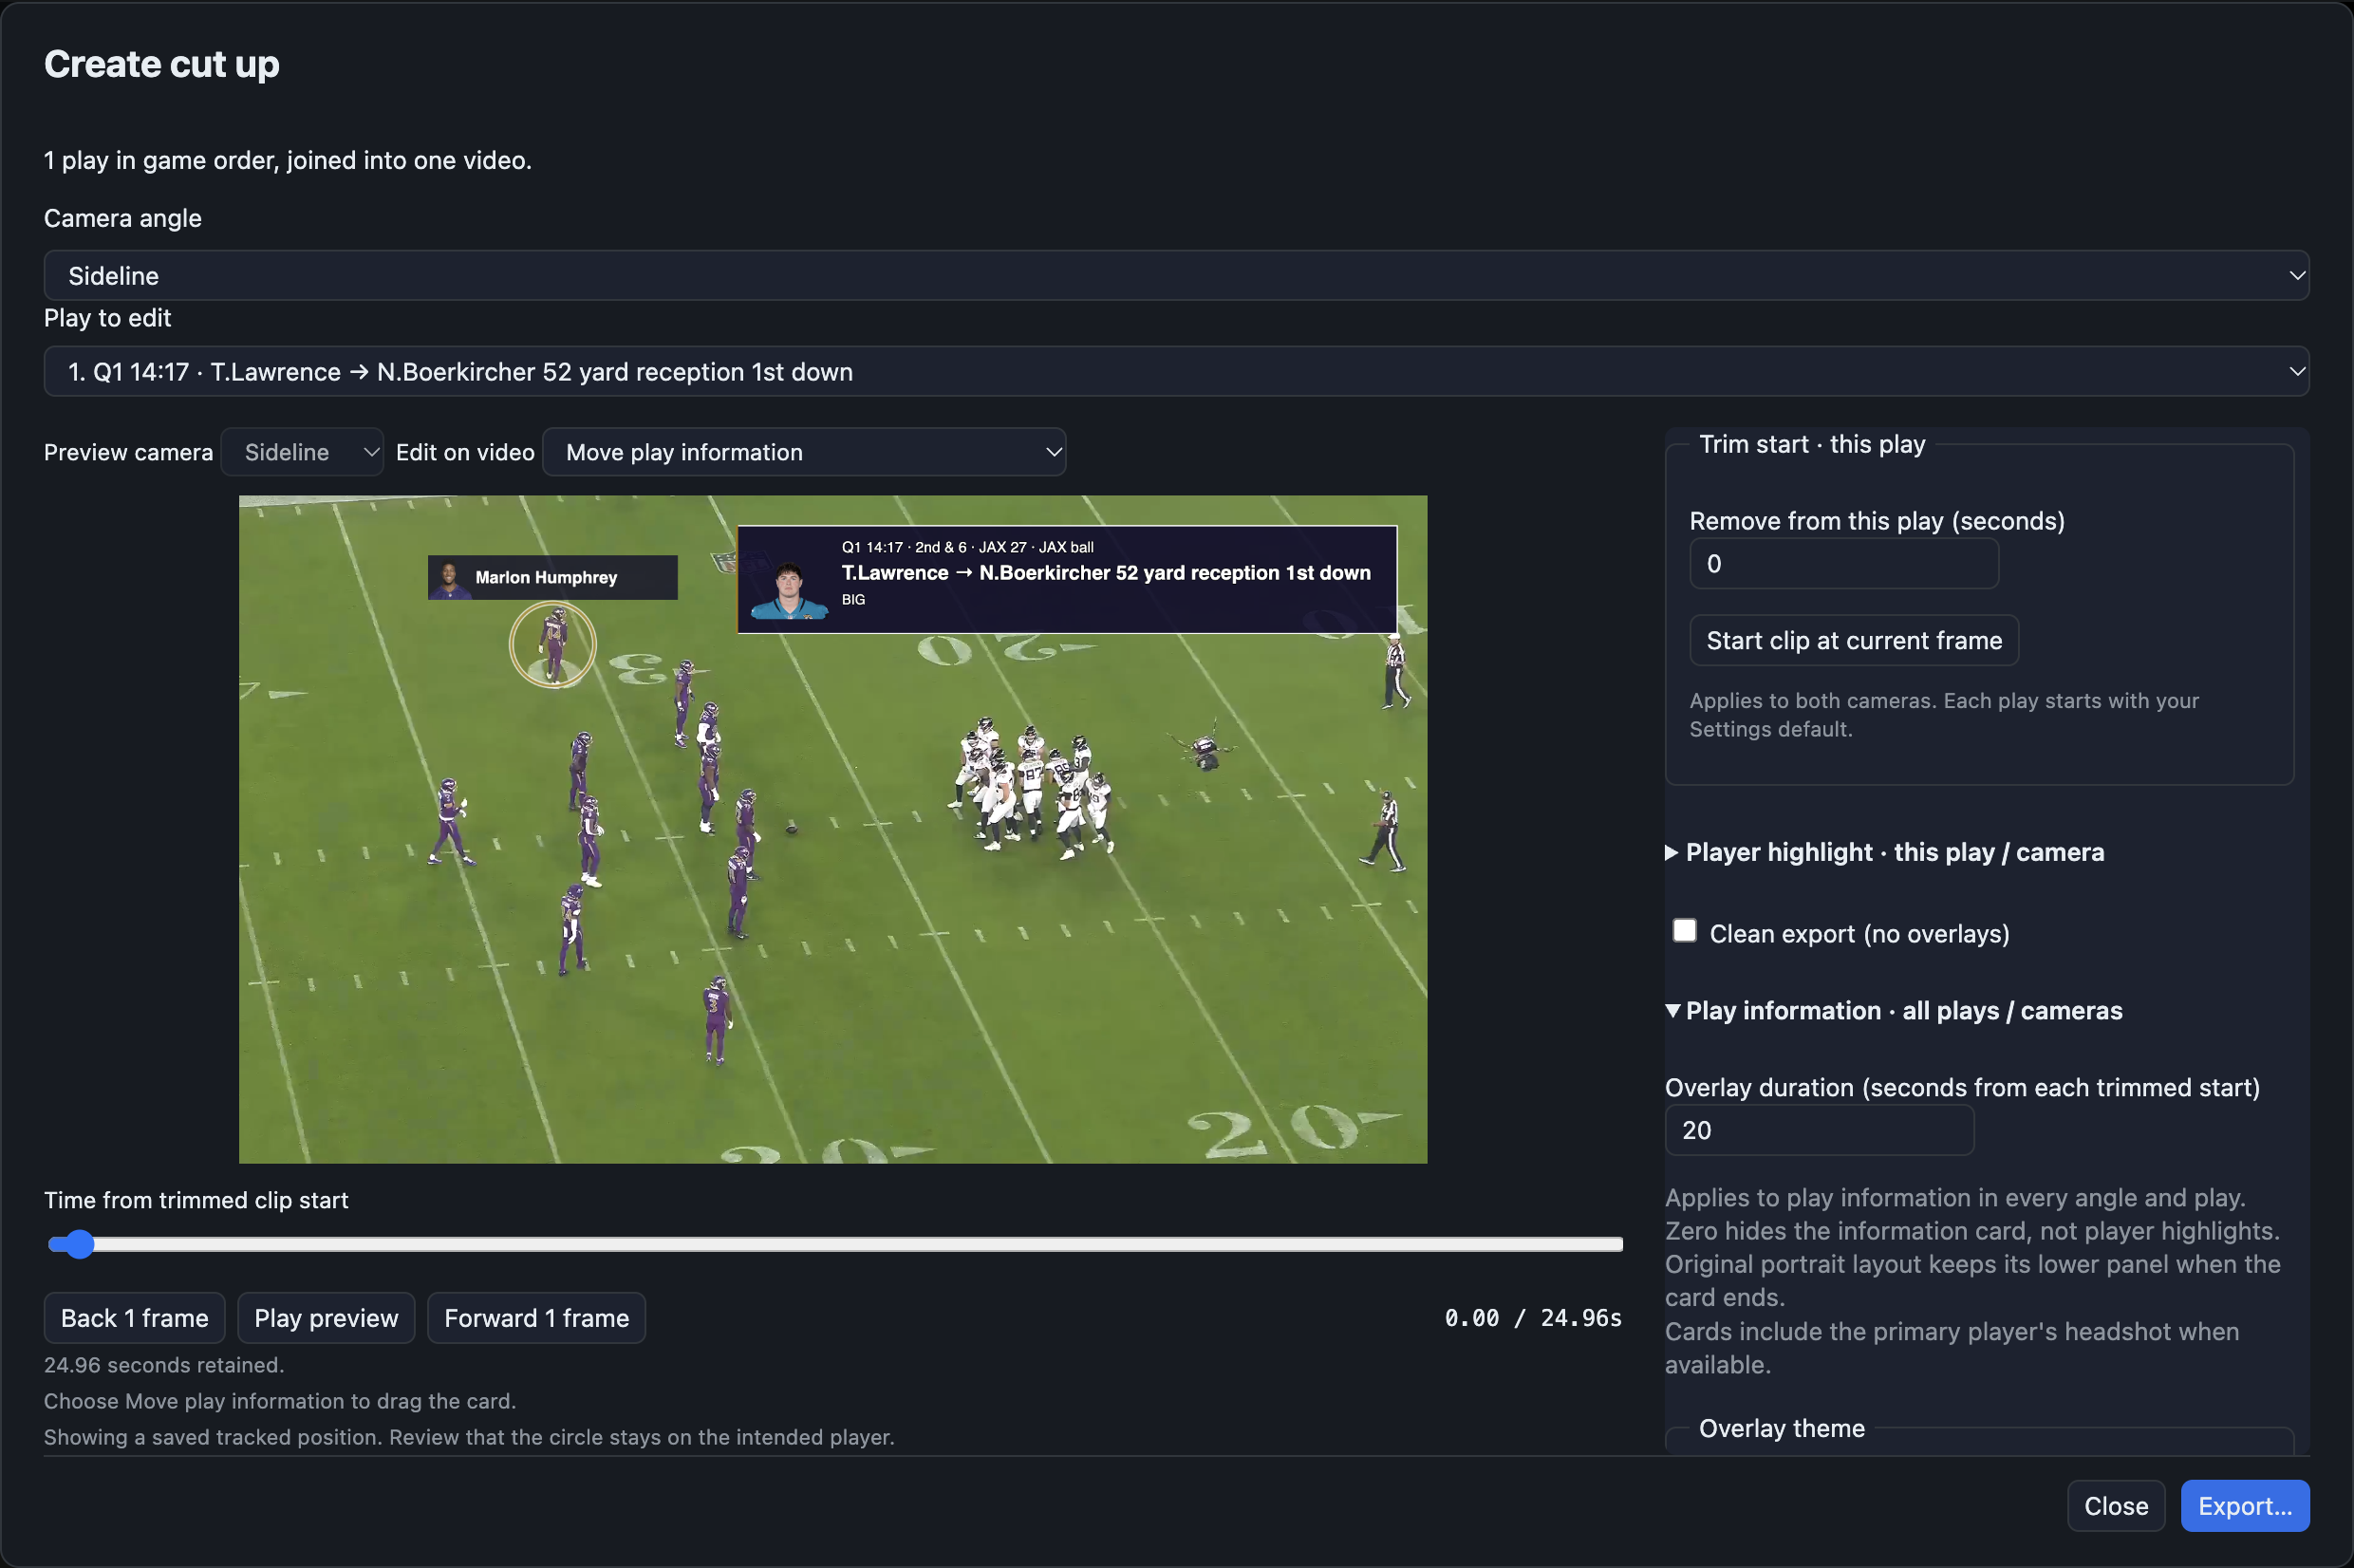 Create cut up
1 play in game order, joined into one video.
Camera angle
Sideline
Play to edit
1. Q1 14:17 · T.Lawrence → N.Boerkircher 52 yard reception 1st down
Preview camera Sideline Edit on video Move play information
Marlon Humphrey
Q1 14:17 · 2nd & 6 · JAX 27 · JAX ball
T.Lawrence → N.Boerkircher 52 yard reception 1st down
BIG
3 0
2 0
2 0
2 0
Time from trimmed clip start
Back 1 frame Play preview Forward 1 frame 0.00 / 24.96s
24.96 seconds retained.
Choose Move play information to drag the card.
Showing a saved tracked position. Review that the circle stays on the intended player.
Trim start · this play
Remove from this play (seconds)
0
Start clip at current frame
Applies to both cameras. Each play starts with your
Settings default.
▶ Player highlight · this play / camera
Clean export (no overlays)
▼ Play information · all plays / cameras
Overlay duration (seconds from each trimmed start)
20
Applies to play information in every angle and play.
Zero hides the information card, not player highlights.
Original portrait layout keeps its lower panel when the
card ends.
Cards include the primary player's headshot when
available.
Overlay theme
Close Export...